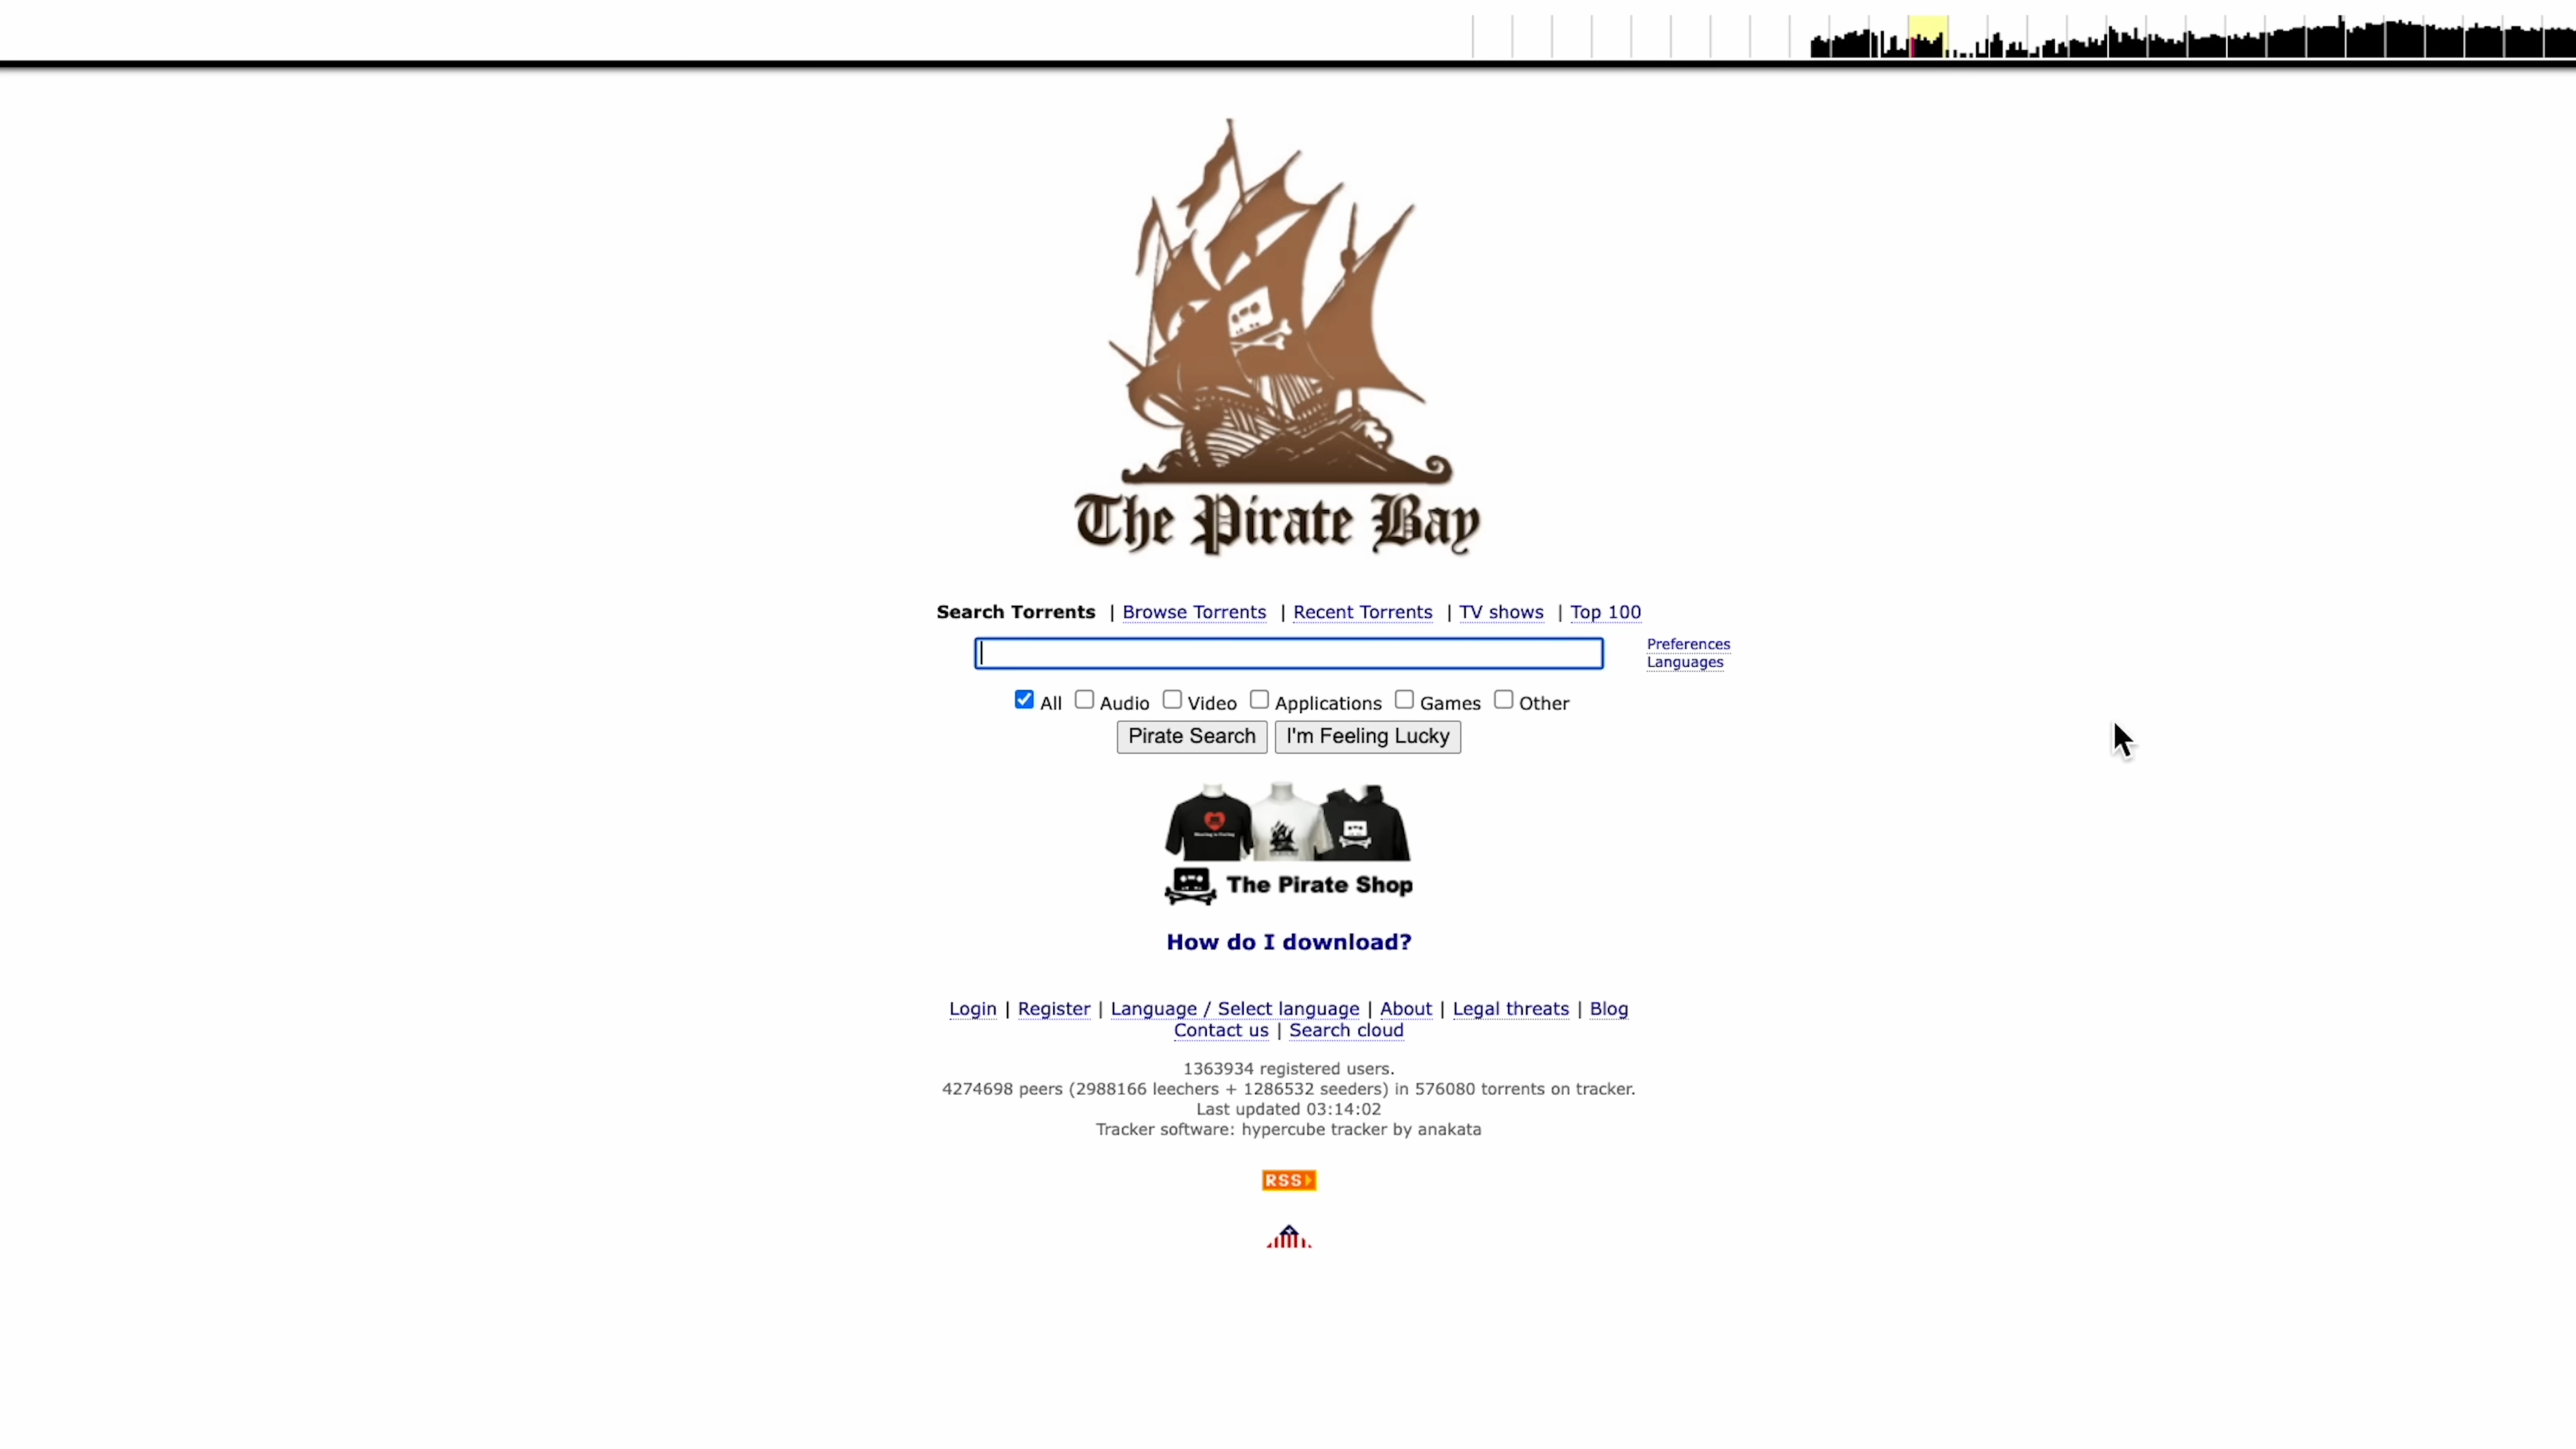 The Pirate Bay
Search Torrents | Browse Torrents | Recent Torrents | TV shows | Top 100
Preferences
Languages
All Audio Video Applications Games Other
Pirate Search I'm Feeling Lucky
The Pirate Shop
How do I download?
Login | Register | Language / Select language | About | Legal threats | Blog
Contact us | Search cloud
1363934 registered users.
4274698 peers (2988166 leechers + 1286532 seeders) in 576080 torrents on tracker.
Last updated 03:14:02
Tracker software: hypercube tracker by anakata
RSS